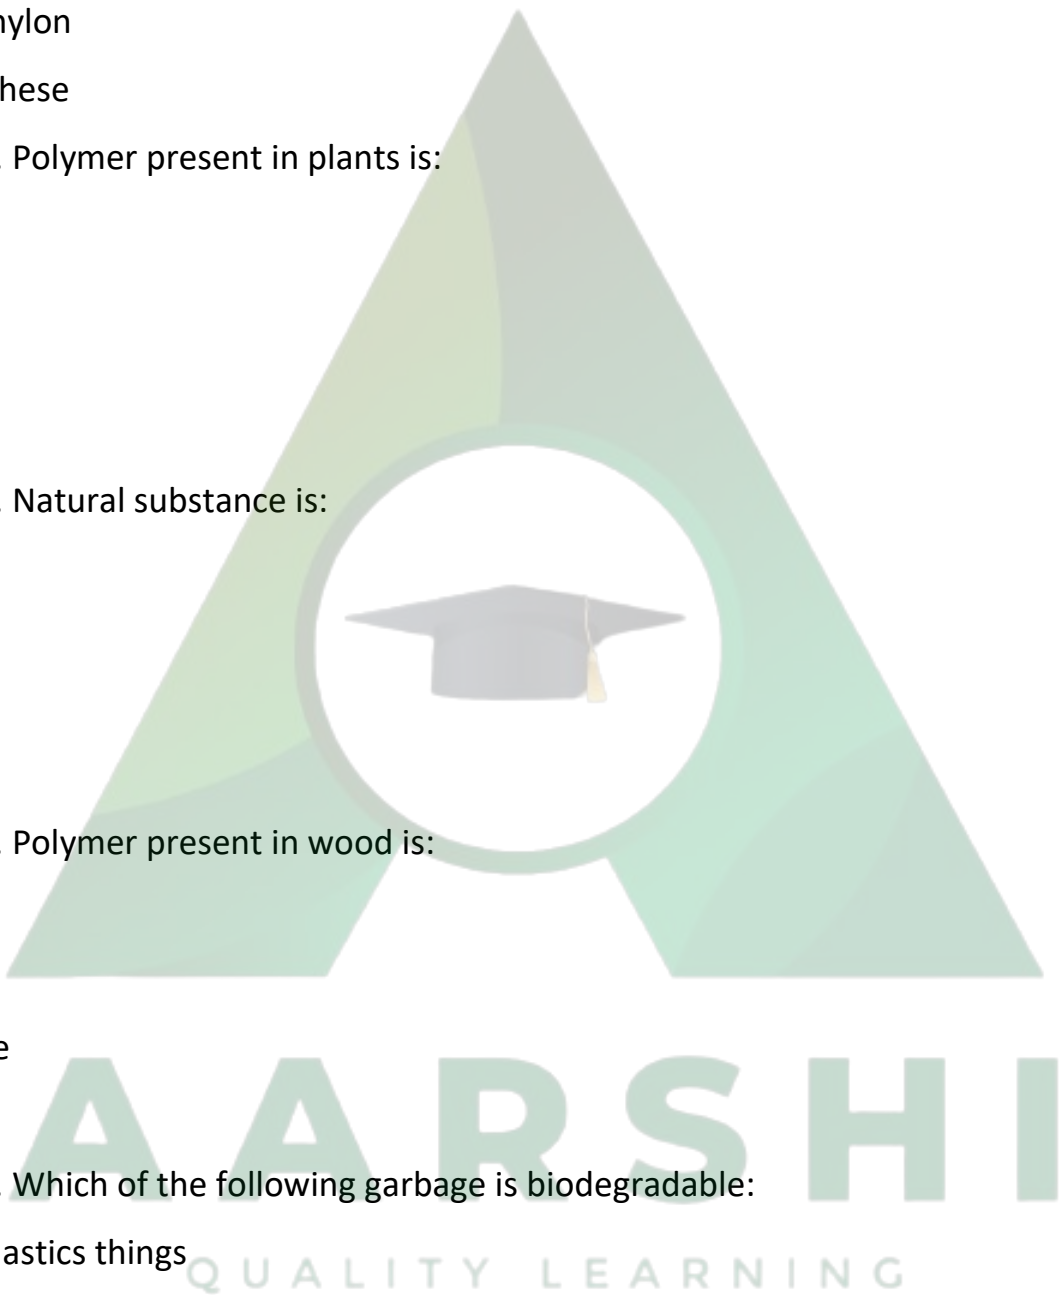 nylon
hese
. Polymer present in plants is:
. Natural substance is:
. Polymer present in wood is:
e
AARSHI
. Which of the following garbage is biodegradable:
astics things
QUALITY LEARNING